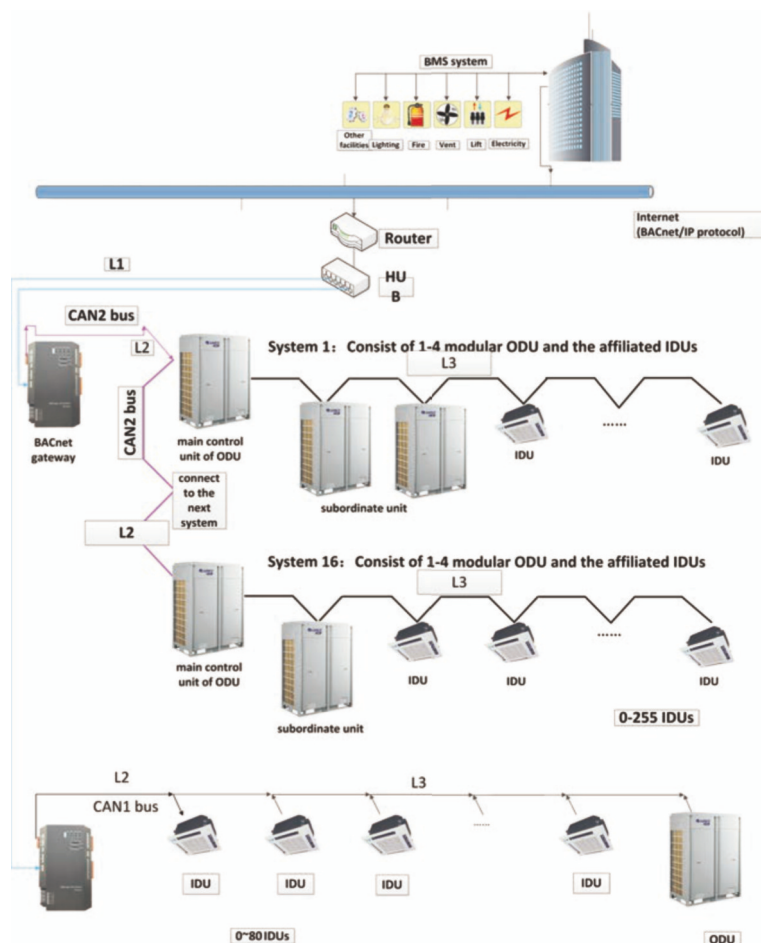 BMS system
Other
facilities
Lighting
Fire
Vent
Lift
Electricity
Internet
(BACnet/IP protocol)
Router
L1
HU
B
CAN2 bus
L2
System 1: Consist of 1-4 modular ODU and the affiliated IDUs
L3
CAN2 bus
BACnet
gateway
main control
unit of ODU
IDU
......
IDU
connect
to the
next
system
subordinate unit
L2
System 16: Consist of 1-4 modular ODU and the affiliated IDUs
L3
......
main control
unit of ODU
IDU
IDU
IDU
subordinate unit
0-255 IDUs
L2
L3
CAN1 bus
......
IDU
IDU
IDU
IDU
0~80 IDUs
ODU